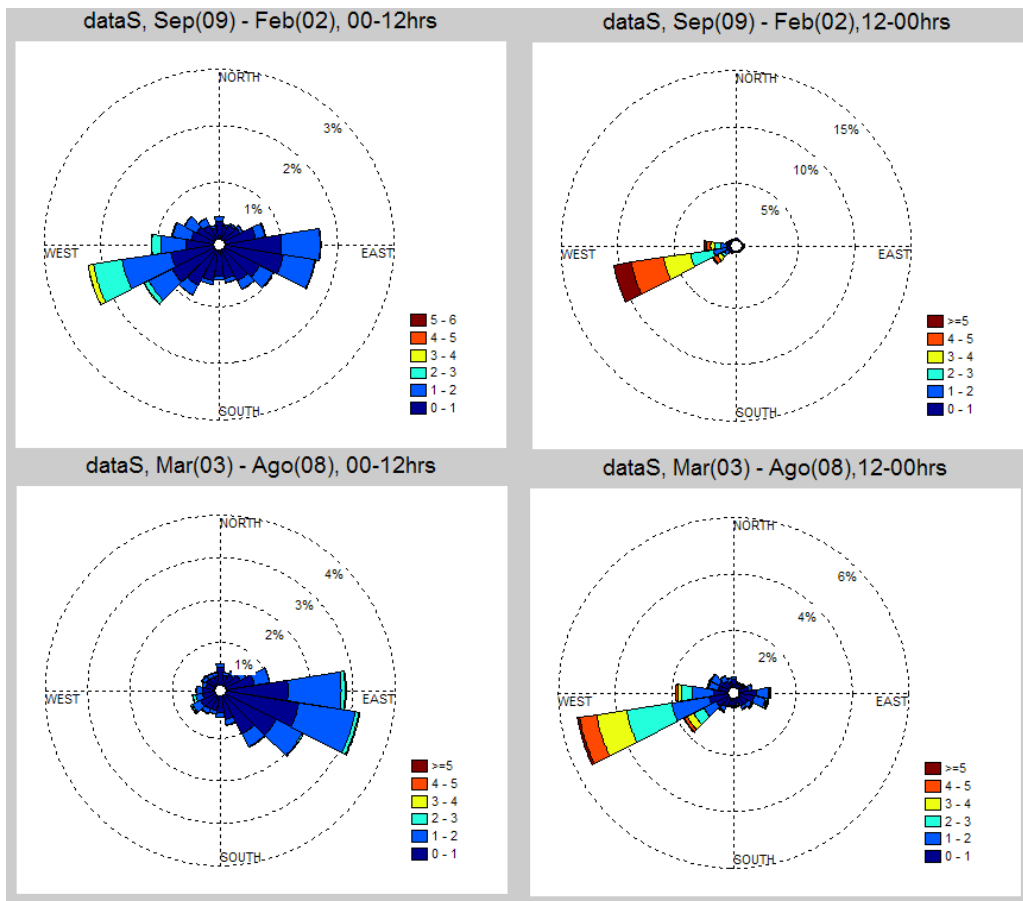 dataS, Sep(09) - Feb(02), 00-12hrs
NORTH
3%
2%
1%
WEST
EAST
SOUTH
5 - 6
4 - 5
3 - 4
2 - 3
1 - 2
0 - 1
dataS, Sep(09) - Feb(02),12-00hrs
NORTH
15%
10%
5%
WEST
EAST
SOUTH
>=5
4 - 5
3 - 4
2 - 3
1 - 2
0 - 1
dataS, Mar(03) - Ago(08), 00-12hrs
NORTH
4%
3%
2%
1%
WEST
EAST
SOUTH
>=5
4 - 5
3 - 4
2 - 3
1 - 2
0 - 1
dataS, Mar(03) - Ago(08),12-00hrs
NORTH
6%
4%
2%
WEST
EAST
SOUTH
>=5
4 - 5
3 - 4
2 - 3
1 - 2
0 - 1